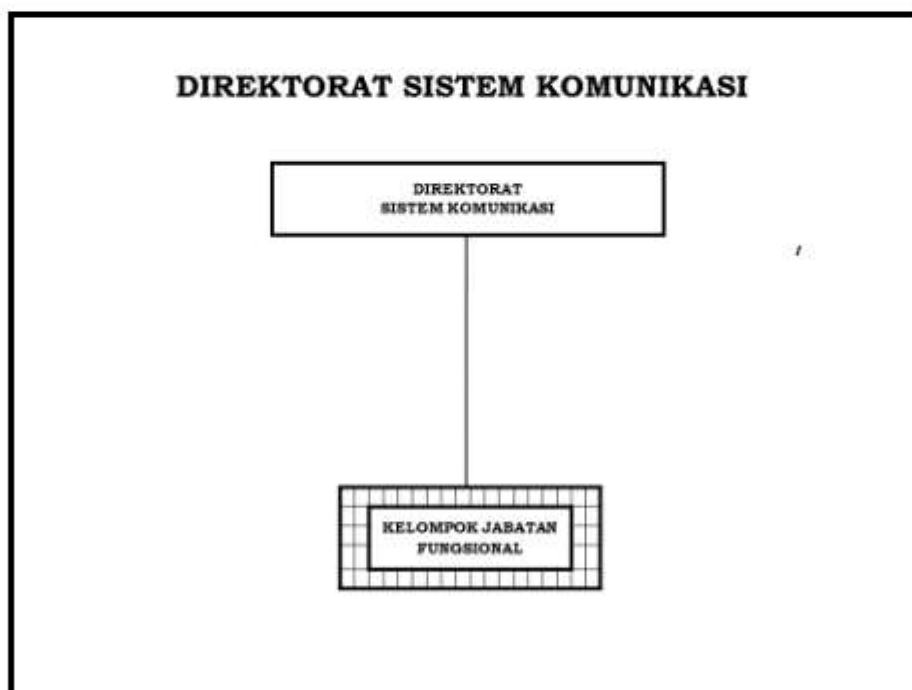 DIREKTORAT SISTEM KOMUNIKASI
DIREKTORAT
SISTEM KOMUNIKASI
KELOMPOK JABATAN
FUNGSIONAL